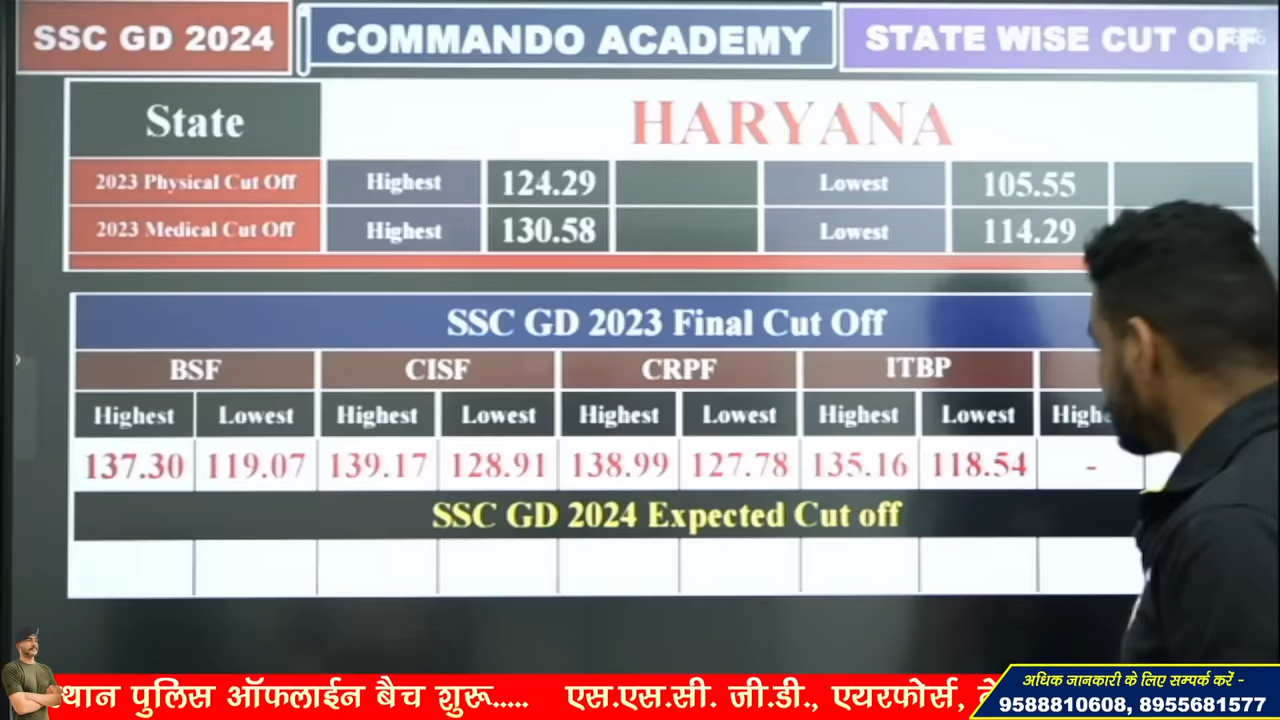 SSC GD 2024 COMMANDO ACADEMY STATE WISE CUT OFF
State HARYANA
2023 Physical Cut Off Highest 124.29 Lowest 105.55
2023 Medical Cut Off Highest 130.58 Lowest 114.29
SSC GD 2023 Final Cut Off
BSF CISF CRPF ITBP
Highest Lowest Highest Lowest Highest Lowest Highest Lowest
137.30 119.07 139.17 128.91 138.99 127.78 135.16 118.54 -
SSC GD 2024 Expected Cut off
पुलिस ऑफलाईन बैच शुरू..... एस.एस.सी. जी.डी., एयरफोर्स,
अधिक जानकारी के लिए सम्पर्क करें -
9588810608, 8955681577